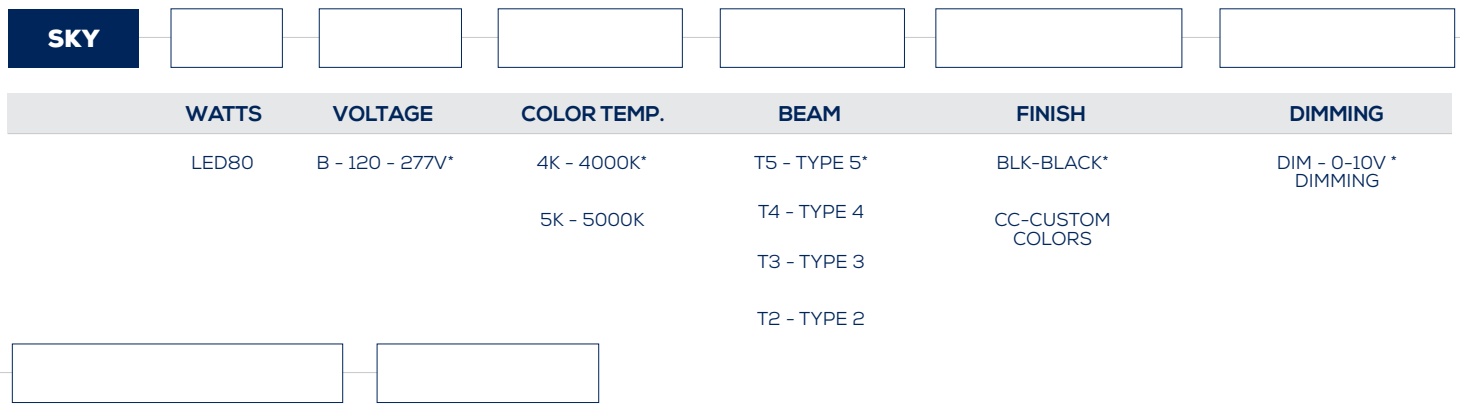 SKY
WATTS VOLTAGE COLOR TEMP. BEAM FINISH DIMMING
LED80 B - 120 - 277V* 4K - 4000K* T5 - TYPE 5* BLK-BLACK* DIM - 0-10V *
DIMMING
5K - 5000K T4 - TYPE 4 CC-CUSTOM
COLORS
T3 - TYPE 3
T2 - TYPE 2